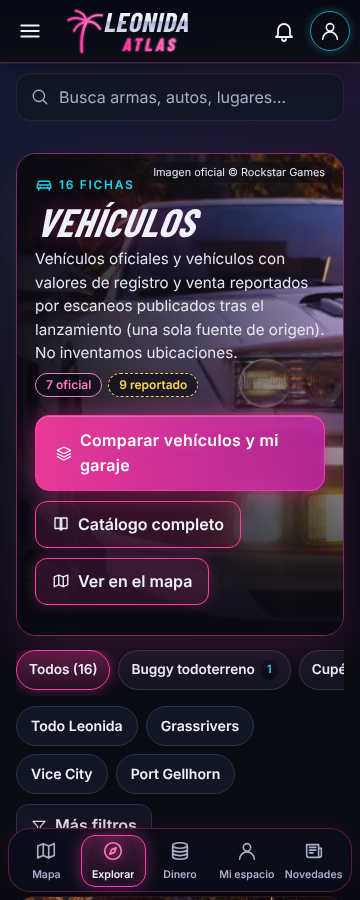 LEONIDA
ATLAS
Busca armas, autos, lugares...
Imagen oficial © Rockstar Games
16 FICHAS
VEHÍCULOS
Vehículos oficiales y vehículos con
valores de registro y venta reportados
por escaneos publicados tras el
lanzamiento (una sola fuente de origen).
No inventamos ubicaciones.
7 oficial
9 reportado
Comparar vehículos y mi
garaje
Catálogo completo
Ver en el mapa
Todos (16)
Buggy todoterreno 1
Cupé
Todo Leonida
Grassrivers
Vice City
Port Gellhorn
Más filtros
Mapa
Explorar
Dinero
Mi espacio
Novedades